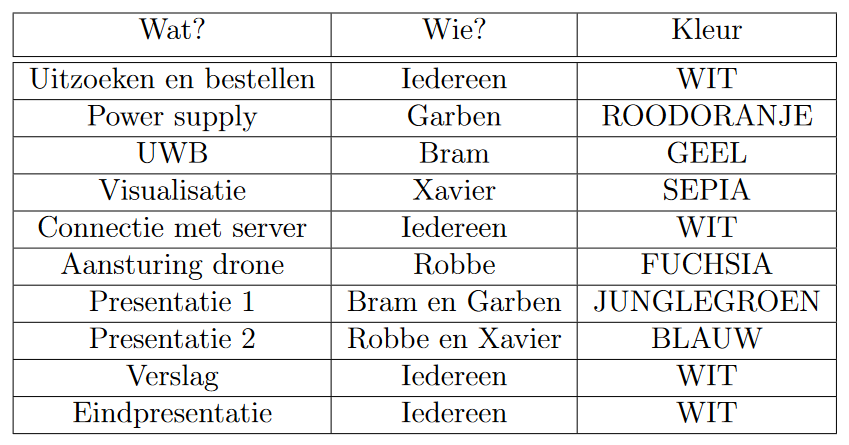 Wat? Wie? Kleur
Uitzoeken en bestellen Iedereen WIT
Power supply Garben ROODORANJE
UWB Bram GEEL
Visualisatie Xavier SEPIA
Connectie met server Iedereen WIT
Aansturing drone Robbe FUCHSIA
Presentatie 1 Bram en Garben JUNGLEGROEN
Presentatie 2 Robbe en Xavier BLAUW
Verslag Iedereen WIT
Eindpresentatie Iedereen WIT